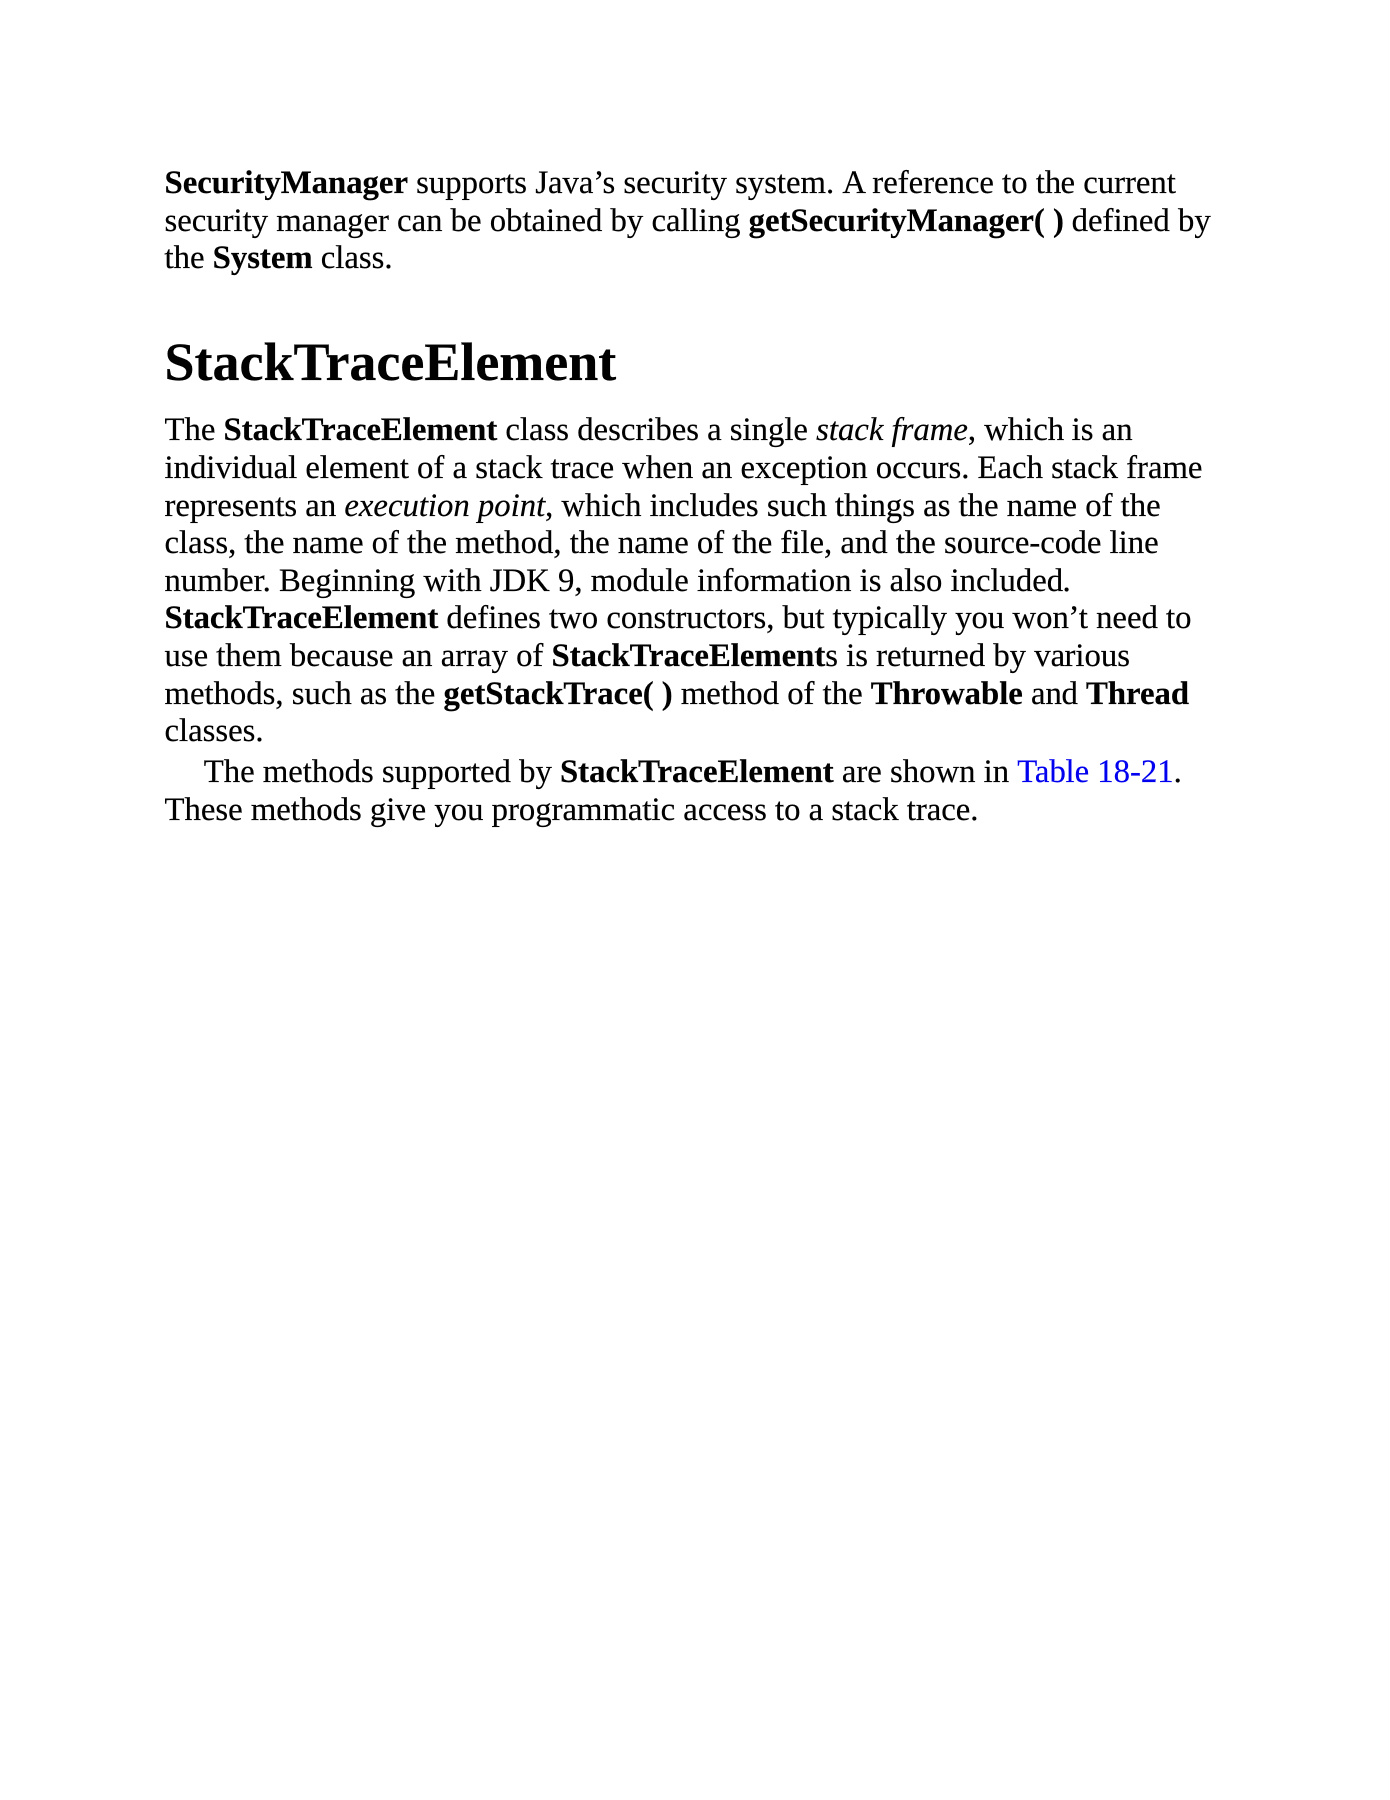 SecurityManager supports Java’s security system. A reference to the current
security manager can be obtained by calling getSecurityManager( ) defined by
the System class.
StackTraceElement
The StackTraceElement class describes a single stack frame, which is an
individual element of a stack trace when an exception occurs. Each stack frame
represents an execution point, which includes such things as the name of the
class, the name of the method, the name of the file, and the source-code line
number. Beginning with JDK 9, module information is also included.
StackTraceElement defines two constructors, but typically you won’t need to
use them because an array of StackTraceElements is returned by various
methods, such as the getStackTrace( ) method of the Throwable and Thread
classes.
The methods supported by StackTraceElement are shown in Table 18-21.
These methods give you programmatic access to a stack trace.